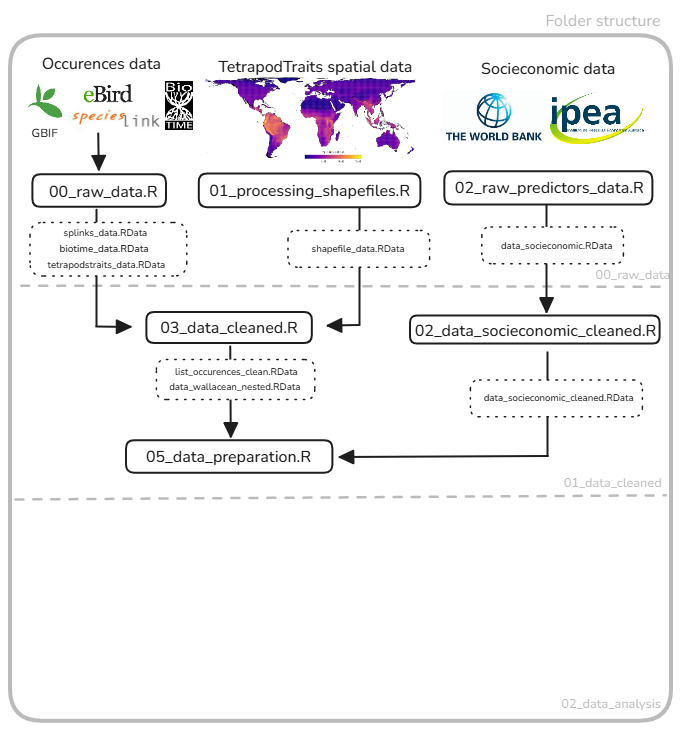 Folder structure
Occurences data
TetrapodTraits spatial data
Socieconomic data
GBIF
eBird
species link
BIO
TIME
THE WORLD BANK
ipea
00_raw_data.R
01_processing_shapefiles.R
02_raw_predictors_data.R
splinks_data.RData
biotime_data.RData
tetrapodstraits_data.RData
shapefile_data.RData
data_socieconomic.RData
00_raw_data
03_data_cleaned.R
02_data_socieconomic_cleaned.R
list_occurences_clean.RData
data_wallacean_nested.RData
data_socieconomic_cleaned.RData
05_data_preparation.R
01_data_cleaned
02_data_analysis